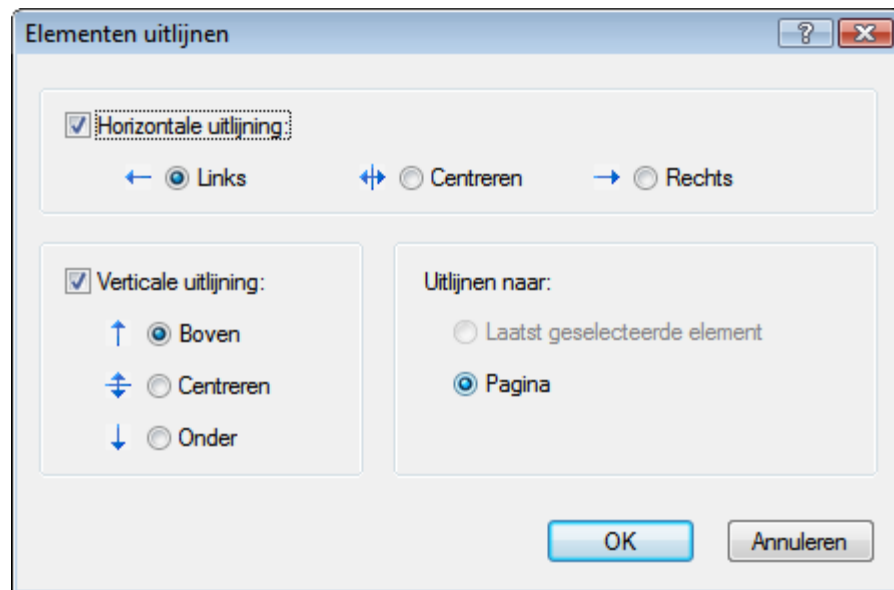 Elementen uitlijnen
Horizontale uitlijning:
Links Centreren Rechts
Verticale uitlijning:
Boven
Centreren
Onder
Uitlijnen naar:
Laatst geselecteerde element
Pagina
OK Annuleren